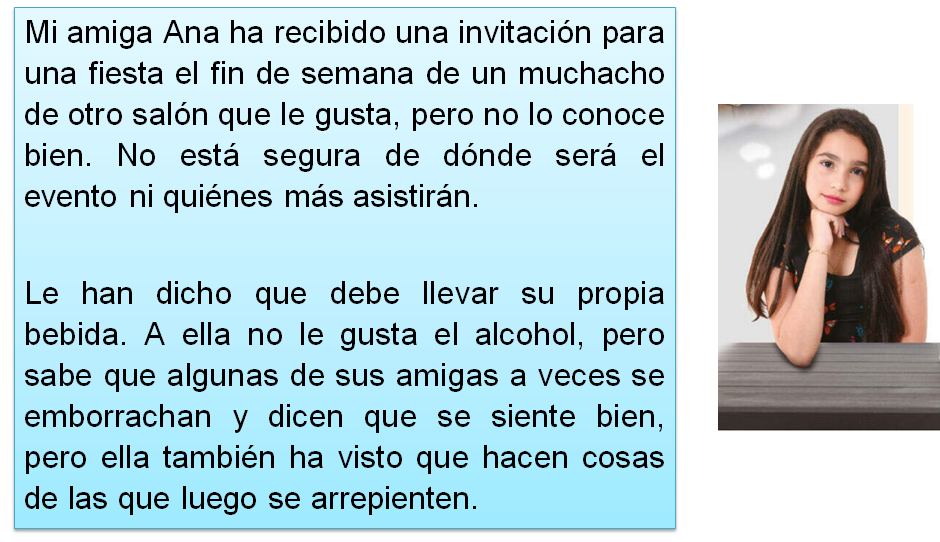 Mi amiga Ana ha recibido una invitación para
una fiesta el fin de semana de un muchacho
de otro salón que le gusta, pero no lo conoce
bien. No está segura de dónde será el
evento ni quiénes más asistirán.
Le han dicho que debe llevar su propia
bebida. A ella no le gusta el alcohol, pero
sabe que algunas de sus amigas a veces se
emborrachan y dicen que se siente bien,
pero ella también ha visto que hacen cosas
de las que luego se arrepienten.